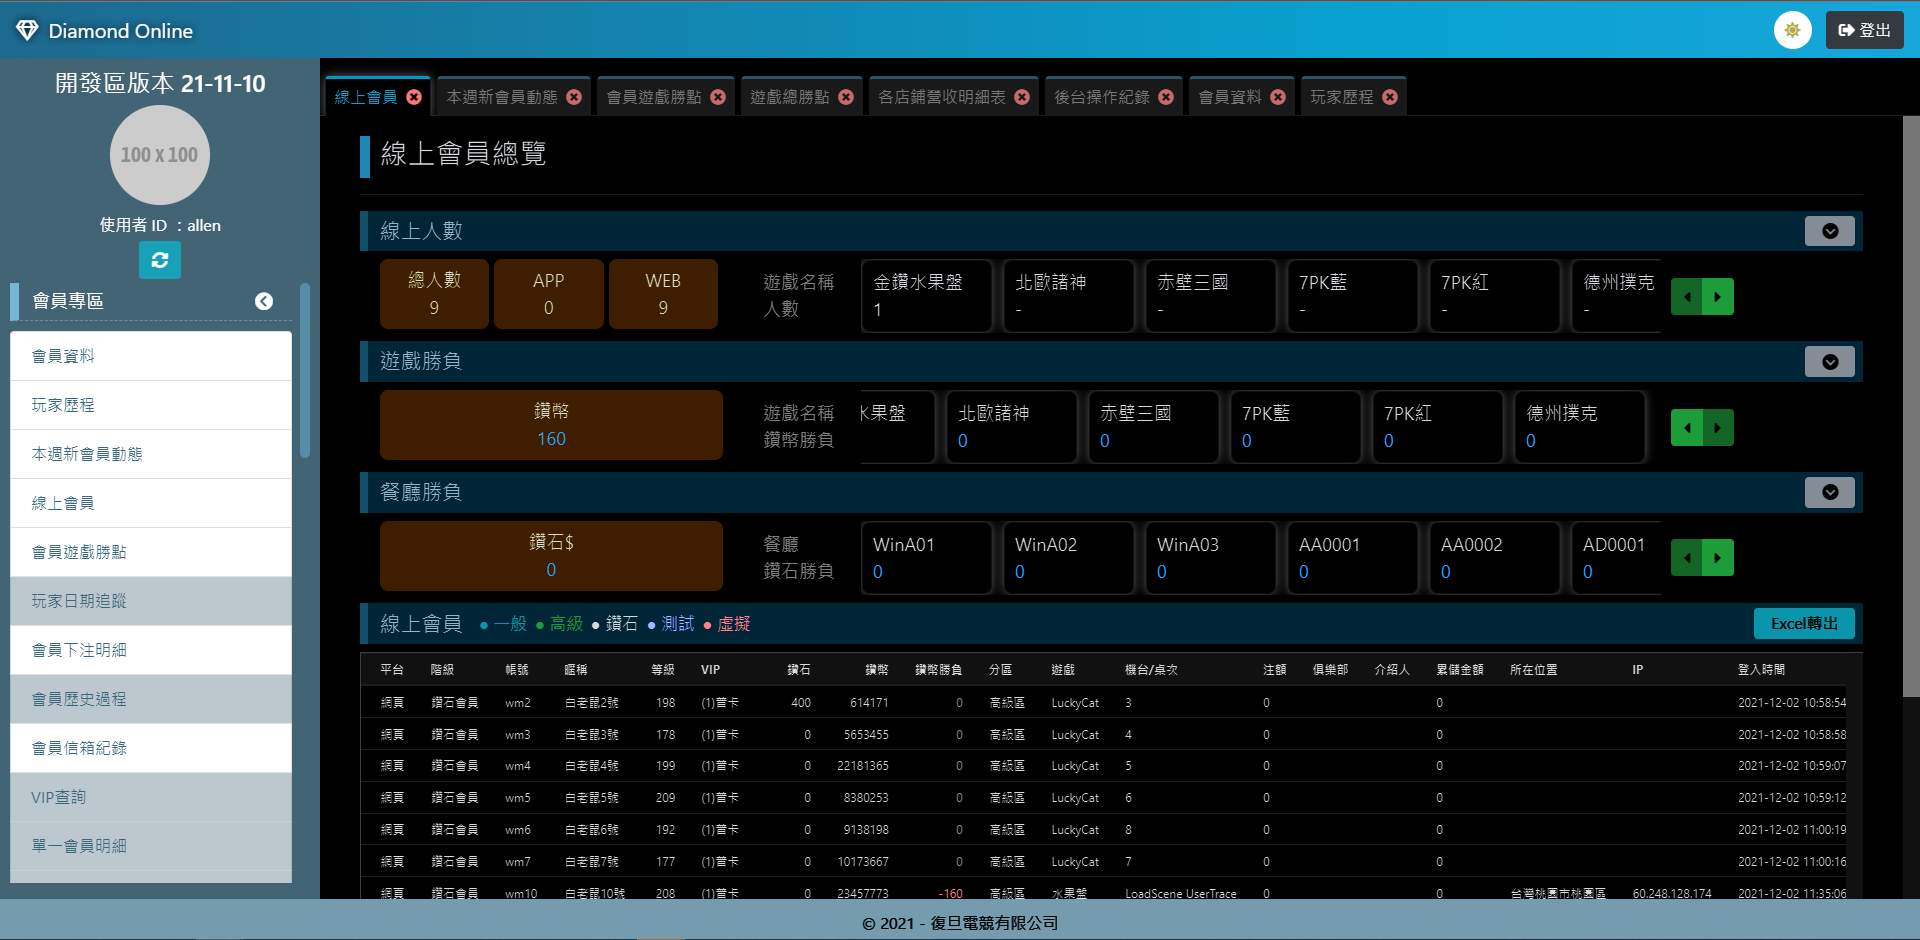 Diamond Online
登出
開發區版本 21-11-10
100 x 100
使用者 ID ：allen
會員專區
會員資料
玩家歷程
本週新會員動態
線上會員
會員遊戲勝點
玩家日期追蹤
會員下注明細
會員歷史過程
會員信箱紀錄
VIP查詢
單一會員明細
線上會員 本週新會員動態 會員遊戲勝點 遊戲總勝點 各店鋪營收明細表 後台操作紀錄 會員資料 玩家歷程
線上會員總覽
線上人數
總人數 APP WEB 遊戲名稱 金鑽水果盤 北歐諸神 赤壁三國 7PK藍 7PK紅 德州撲克
9 0 9 人數 1 - - - - -
遊戲勝負
鑽幣 遊戲名稱 果盤 北歐諸神 赤壁三國 7PK藍 7PK紅 德州撲克
160 鑽幣勝負 0 0 0 0 0
餐廳勝負
鑽石$ 餐廳 WinA01 WinA02 WinA03 AA0001 AA0002 AD0001
0 鑽石勝負 0 0 0 0 0 0
線上會員 ● 一般 ● 高級 ● 鑽石 ● 測試 ● 虛擬 Excel轉出
平台 階級 帳號 暱稱 等級 VIP 鑽石 鑽幣 鑽幣勝負 分區 遊戲 機台/桌次 注額 俱樂部 介紹人 累儲金額 所在位置 IP 登入時間
網頁 鑽石會員 wm2 白老鼠2號 198 (1)普卡 400 614171 0 高級區 LuckyCat 3 0 0 2021-12-02 10:58:54
網頁 鑽石會員 wm3 白老鼠3號 178 (1)普卡 0 5653455 0 高級區 LuckyCat 4 0 0 2021-12-02 10:58:58
網頁 鑽石會員 wm4 白老鼠4號 199 (1)普卡 0 22181365 0 高級區 LuckyCat 5 0 0 2021-12-02 10:59:07
網頁 鑽石會員 wm5 白老鼠5號 209 (1)普卡 0 8380253 0 高級區 LuckyCat 6 0 0 2021-12-02 10:59:12
網頁 鑽石會員 wm6 白老鼠6號 192 (1)普卡 0 9138198 0 高級區 LuckyCat 8 0 0 2021-12-02 11:00:19
網頁 鑽石會員 wm7 白老鼠7號 177 (1)普卡 0 10173667 0 高級區 LuckyCat 7 0 0 2021-12-02 11:00:16
網頁 鑽石會員 wm10 白老鼠10號 208 (1)普卡 0 23457773 -160 高級區 水果盤 LoadScene UserTrace 0 0 台灣桃園市桃園區 60.248.128.174 2021-12-02 11:35:06
© 2021 - 復旦電競有限公司